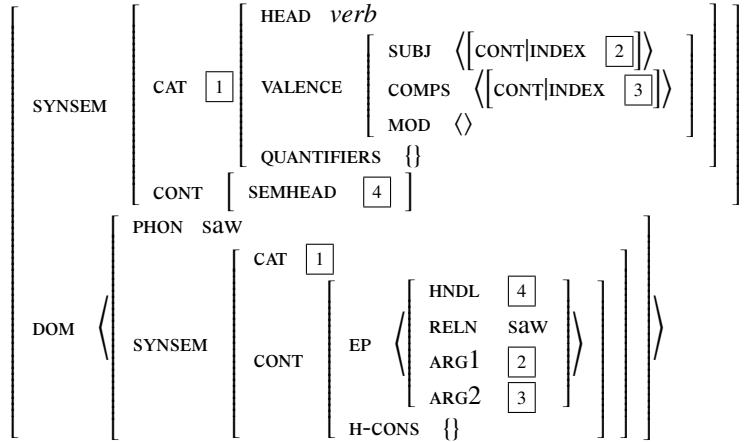 HEAD verb
SUBJ ⟨[CONT|INDEX 2]⟩
SYNSEM CAT 1 VALENCE COMPS ⟨[CONT|INDEX 3]⟩
MOD ⟨⟩
QUANTIFIERS {}
CONT [SEMHEAD 4]
PHON saw
CAT 1
HNDL 4
DOM SYNSEM CONT EP RELN saw
ARG1 2
ARG2 3
H-CONS {}